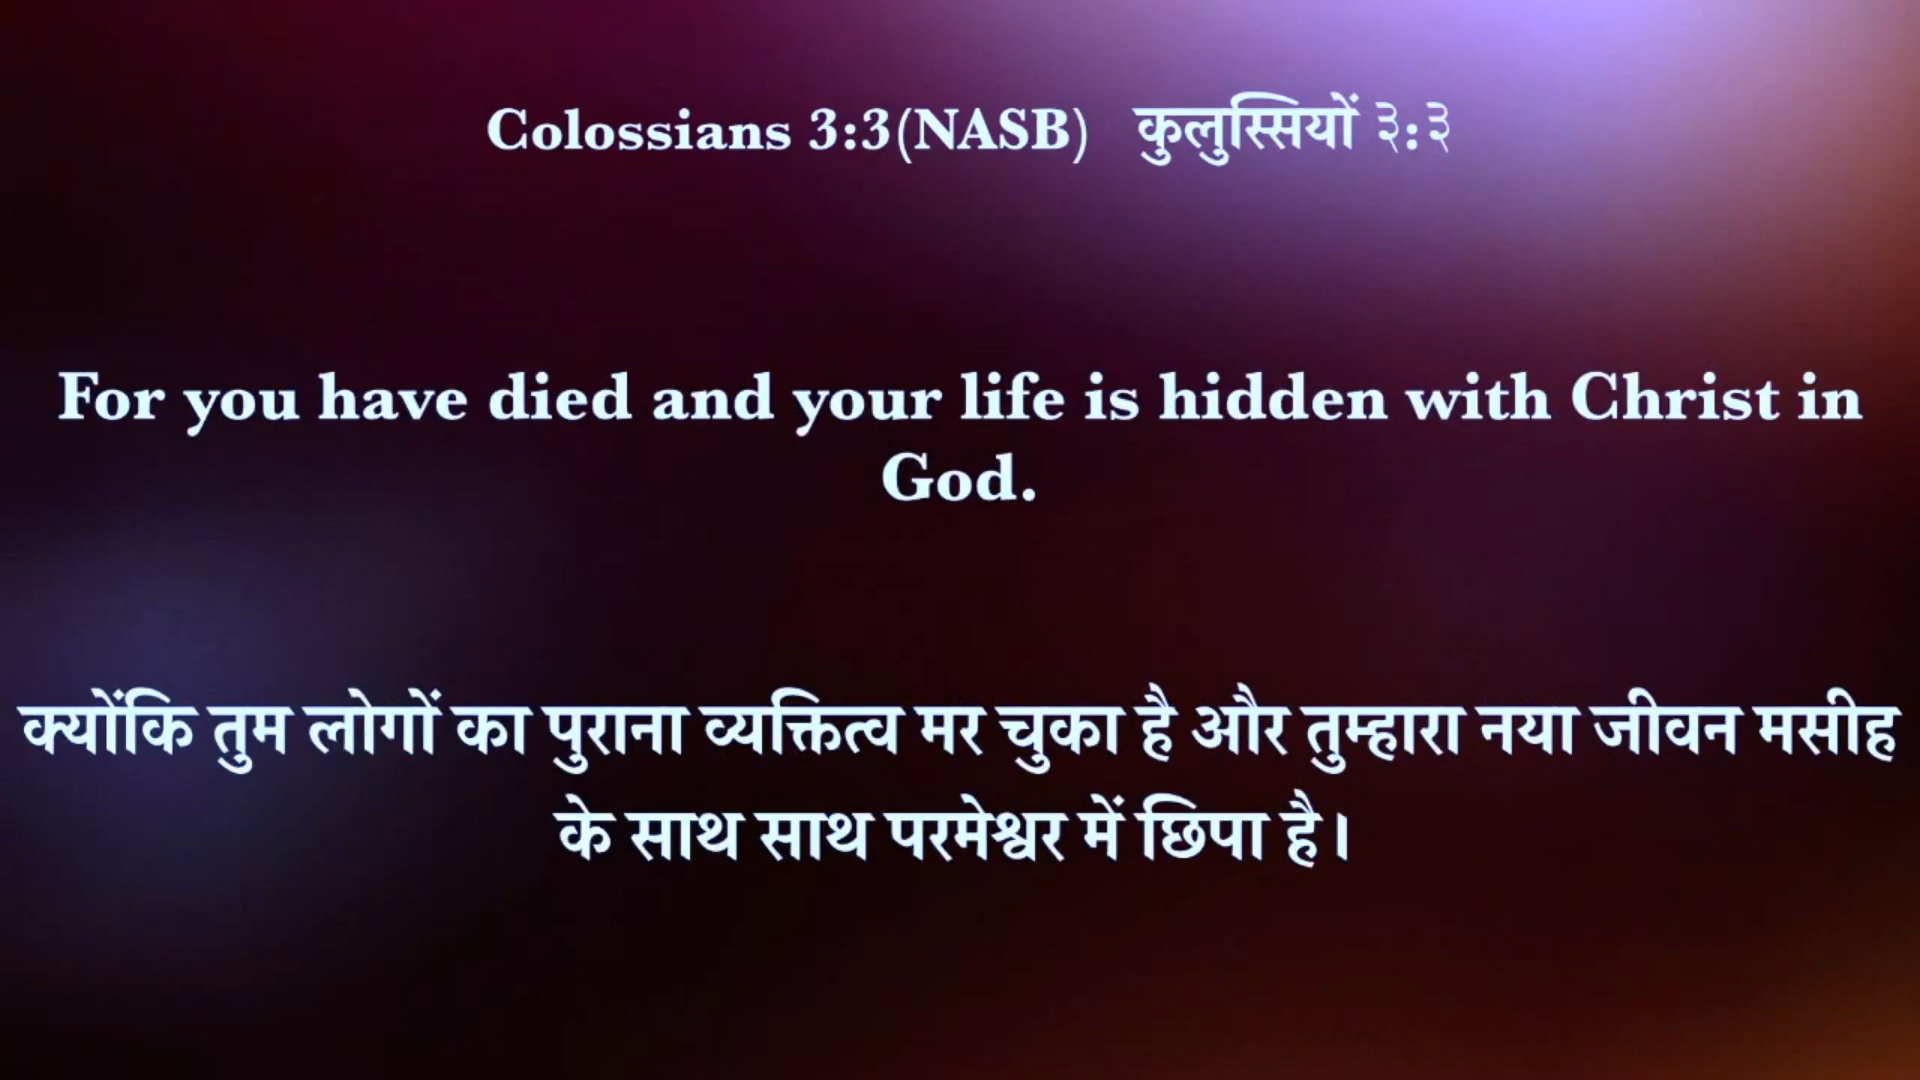 Colossians 3:3(NASB) कुलुस्सियों ३:३
For you have died and your life is hidden with Christ in
God.
क्योंकि तुम लोगों का पुराना व्यक्तित्व मर चुका है और तुम्हारा नया जीवन मसीह
के साथ साथ परमेश्वर में छिपा है।